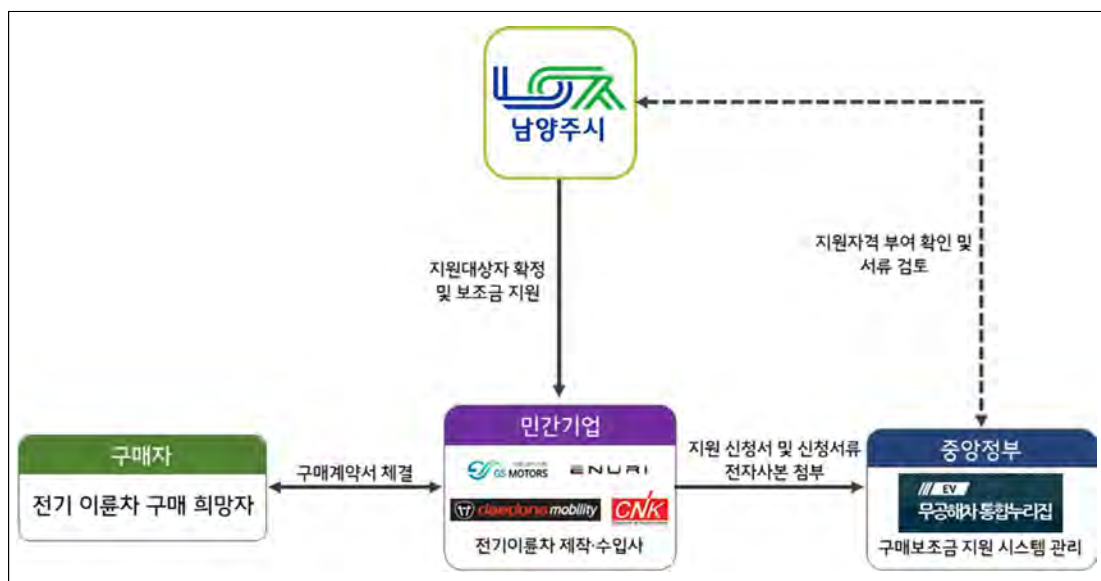 남양주시
지원대상자 확정
및 보조금 지원
지원자격 부여 확인 및
서류 검토
구매자
전기 이륜차 구매 희망자
구매계약서 체결
민간기업
GS MOTORS
ENURI
daedong mobility
CNK
전기이륜차 제작·수입사
지원 신청서 및 신청서류
전자사본 첨부
중앙정부
EV
무공해차 통합누리집
구매보조금 지원 시스템 관리